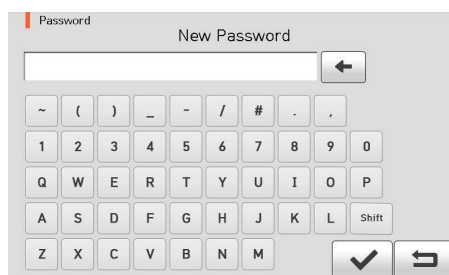 Password
New Password
~ ( ) _ - / # . ,
1 2 3 4 5 6 7 8 9 0
Q W E R T Y U I O P
A S D F G H J K L Shift
Z X C V B N M